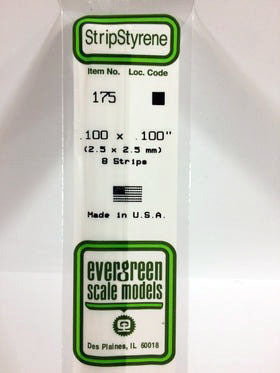 StripStyrene
Item No. Loc. Code
175
.100 x .100"
(2.5 x 2.5 mm)
8 Strips
Made in U.S.A.
evergreen
scale models
Des Plaines, IL 60018